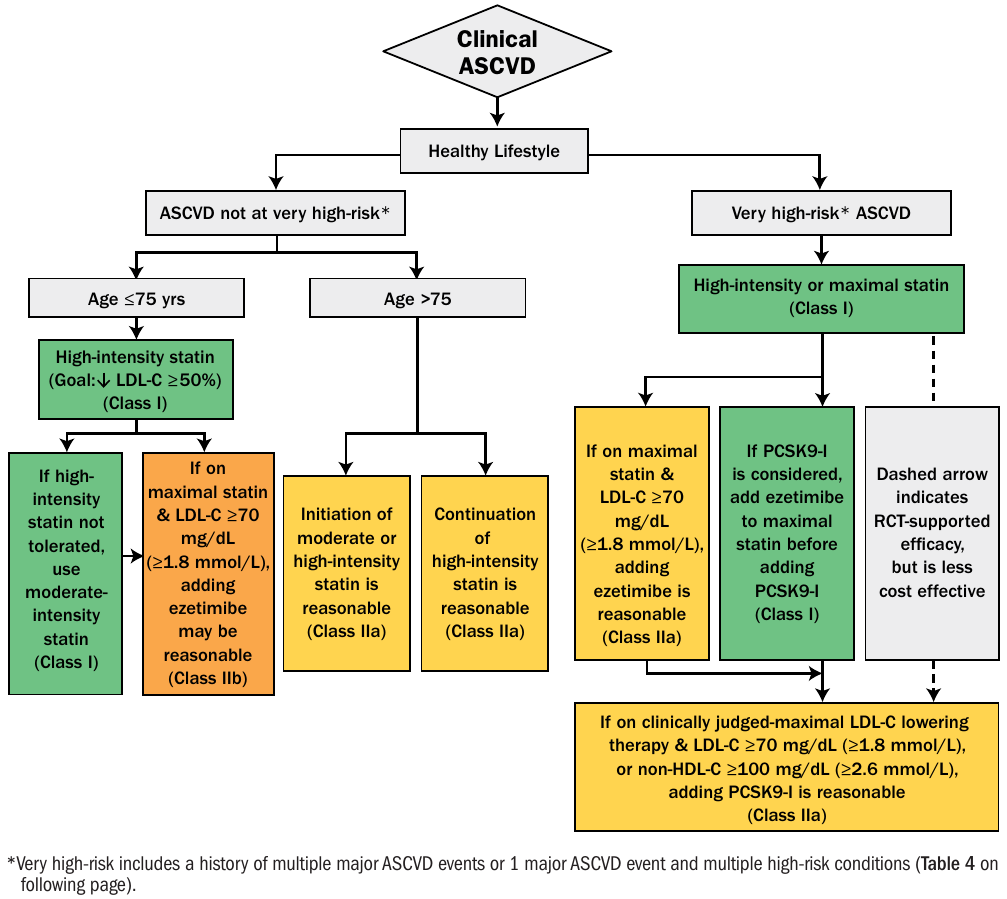 Clinical
ASCVD
Healthy Lifestyle
ASCVD not at very high-risk*
Very high-risk* ASCVD
Age ≤75 yrs
Age >75
High-intensity or maximal statin
(Class I)
High-intensity statin
(Goal:↓ LDL-C ≥50%)
(Class I)
If high-
intensity
statin not
tolerated,
use
moderate-
intensity
statin
(Class I)
If on
maximal statin
& LDL-C ≥70
mg/dL
(≥1.8 mmol/L),
adding
ezetimibe
may be
reasonable
(Class IIb)
Initiation of
moderate or
high-intensity
statin is
reasonable
(Class IIa)
Continuation
of
high-intensity
statin is
reasonable
(Class IIa)
If on maximal
statin &
LDL-C ≥70
mg/dL
(≥1.8 mmol/L),
adding
ezetimibe is
reasonable
(Class IIa)
If PCSK9-I
is considered,
add ezetimibe
to maximal
statin before
adding
PCSK9-I
(Class I)
Dashed arrow
indicates
RCT-supported
efficacy,
but is less
cost effective
If on clinically judged-maximal LDL-C lowering
therapy & LDL-C ≥70 mg/dL (≥1.8 mmol/L),
or non-HDL-C ≥100 mg/dL (≥2.6 mmol/L),
adding PCSK9-I is reasonable
(Class IIa)
*Very high-risk includes a history of multiple major ASCVD events or 1 major ASCVD event and multiple high-risk conditions (Table 4 on
following page).